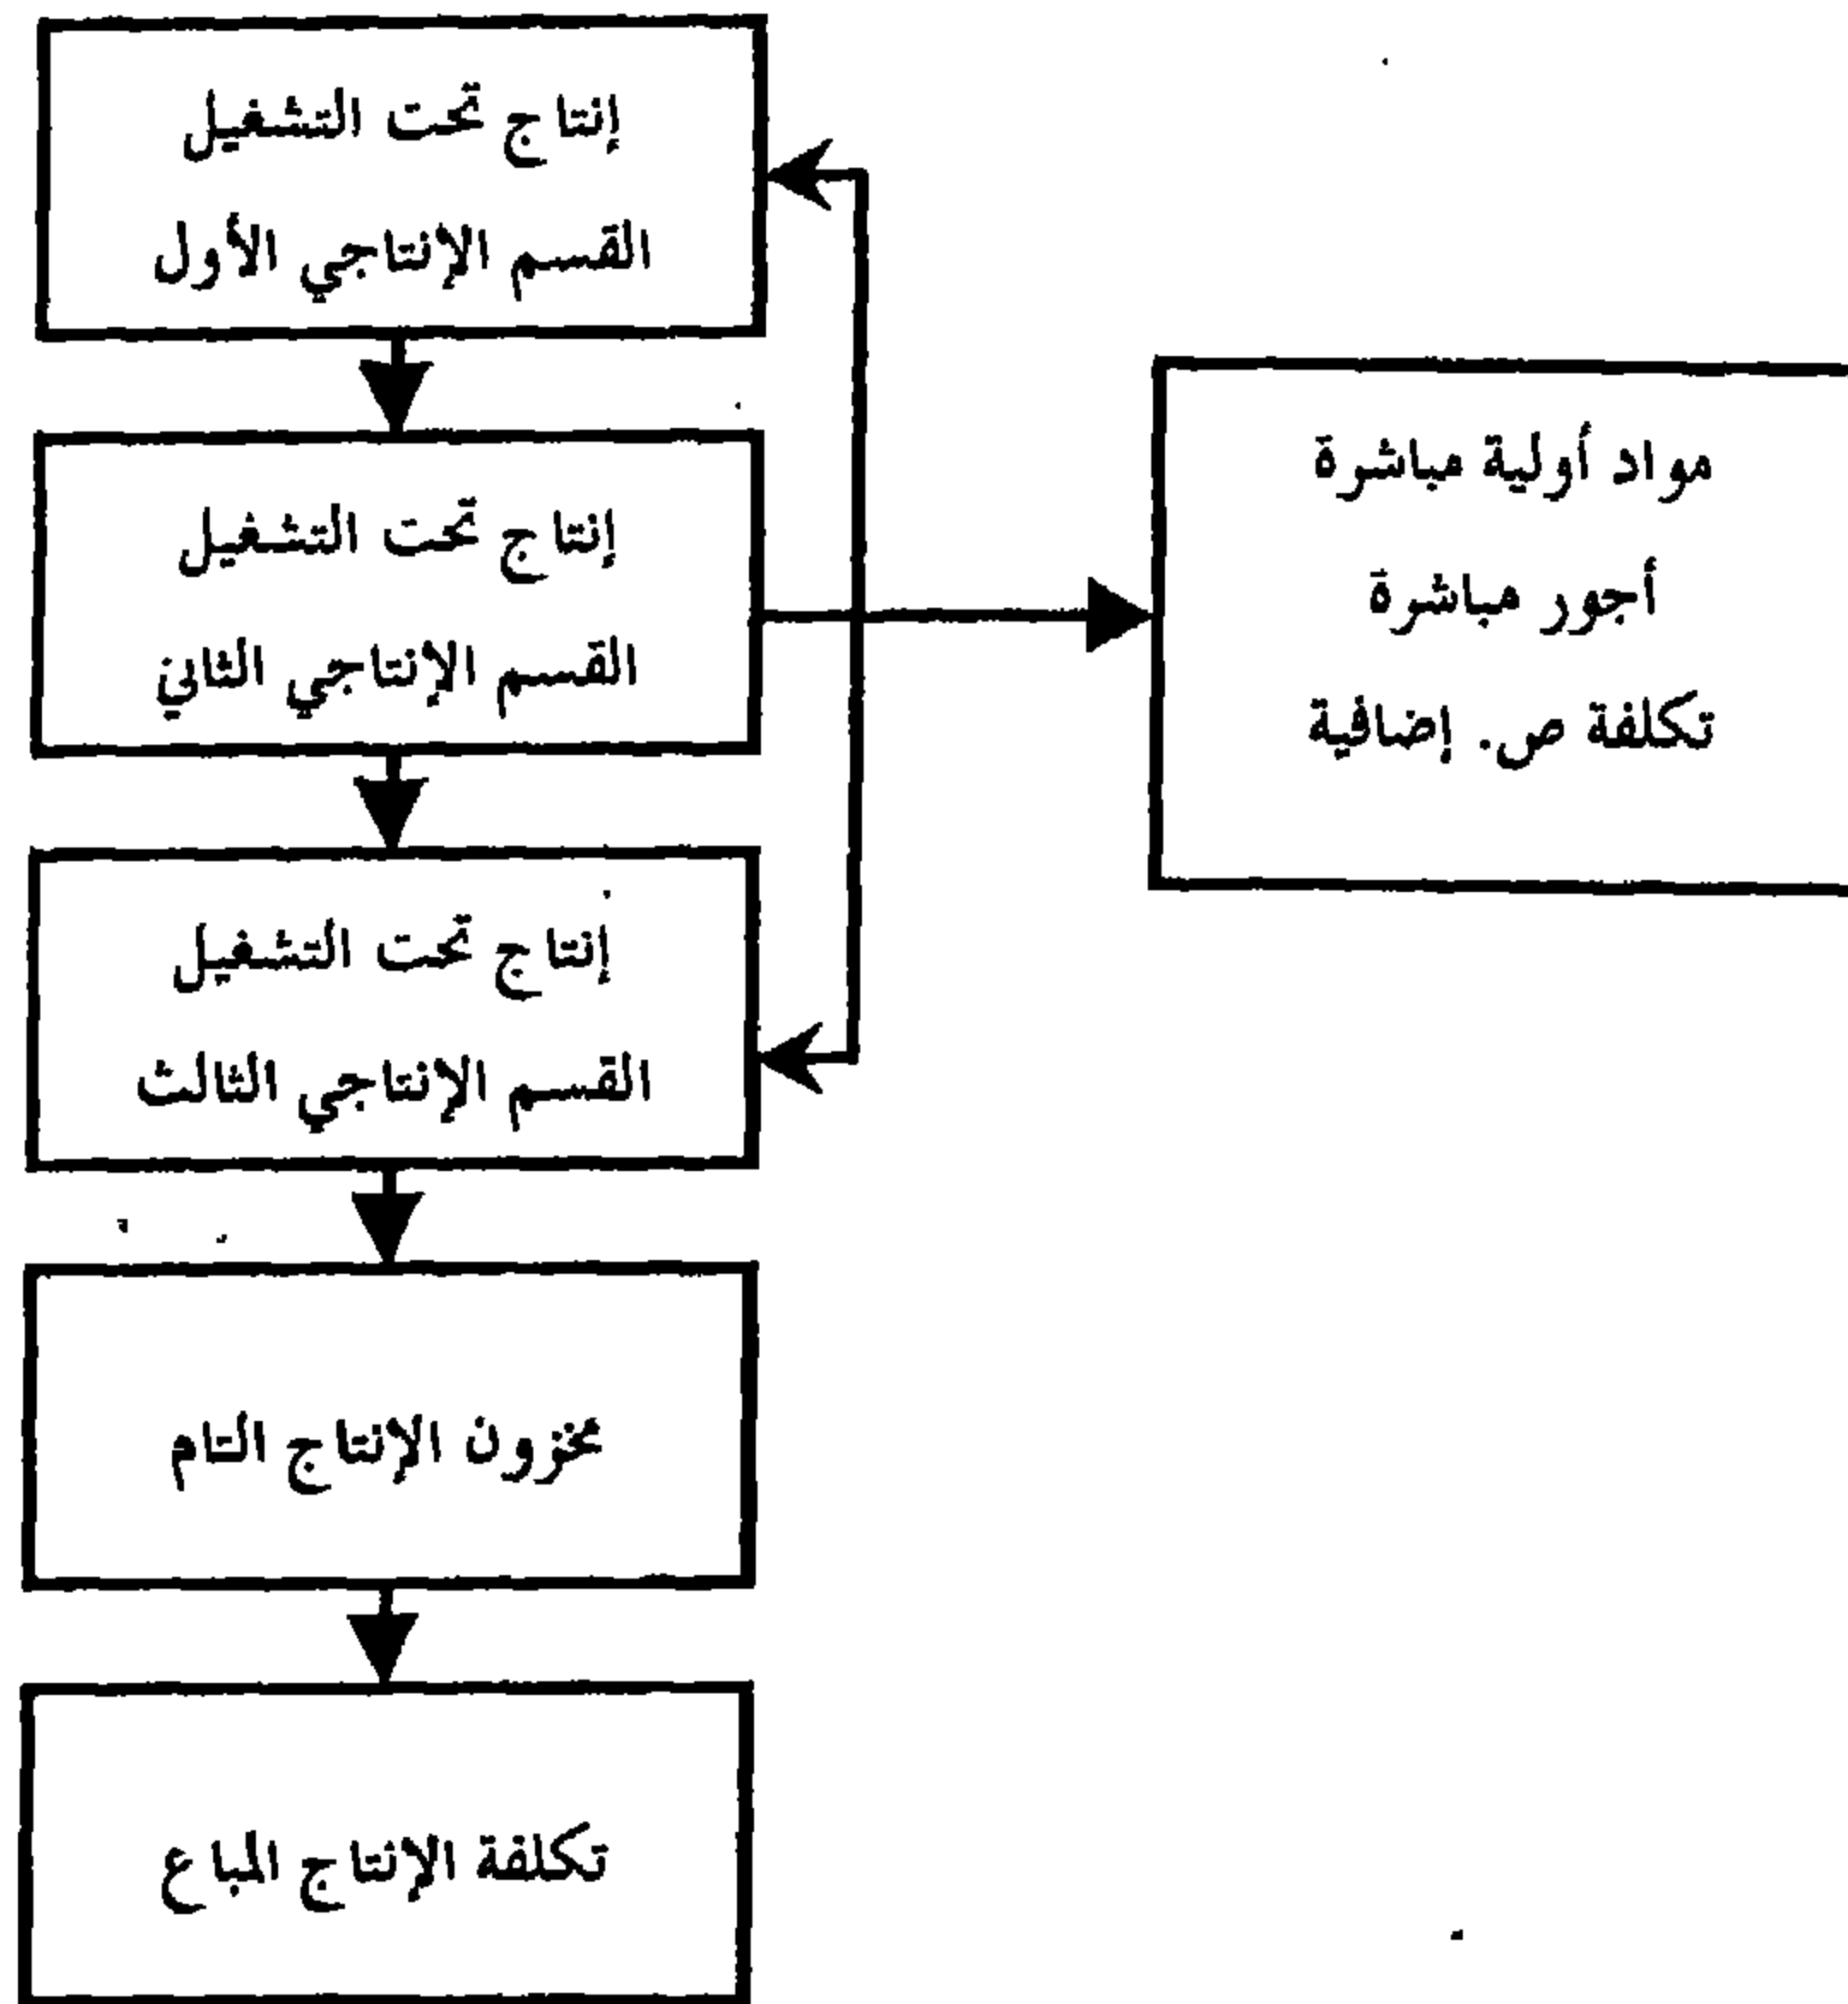 إنتاج تحت التشغيل
القسم الإنتاجي الأول
مواد أولية مباشرة
أجور مباشرة
تكلفة ص. إضافية
إنتاج تحت التشغيل
القسم الإنتاجي الثاني
إنتاج تحت التشغيل
القسم الإنتاجي الثالث
مخزون الإنتاج التام
تكلفة الإنتاج المباع